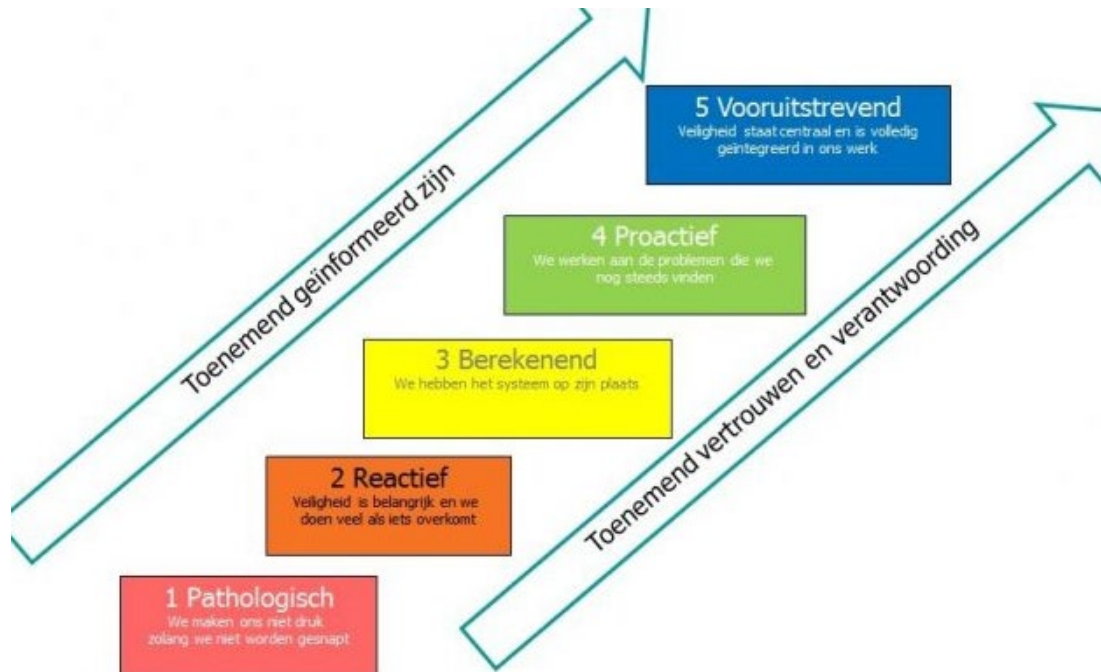 Toenemend geïnformeerd zijn
5 Vooruitstrevend
Veiligheid staat centraal en is volledig
geïntegreerd in ons werk
4 Proactief
We werken aan de problemen die we
nog steeds vinden
3 Berekenend
We hebben het systeem op zijn plaats
2 Reactief
Veiligheid is belangrijk en we
doen veel als iets overkomt
1 Pathologisch
We maken ons niet druk
zolang we niet worden gesnapt
Toenemend vertrouwen en verantwoording